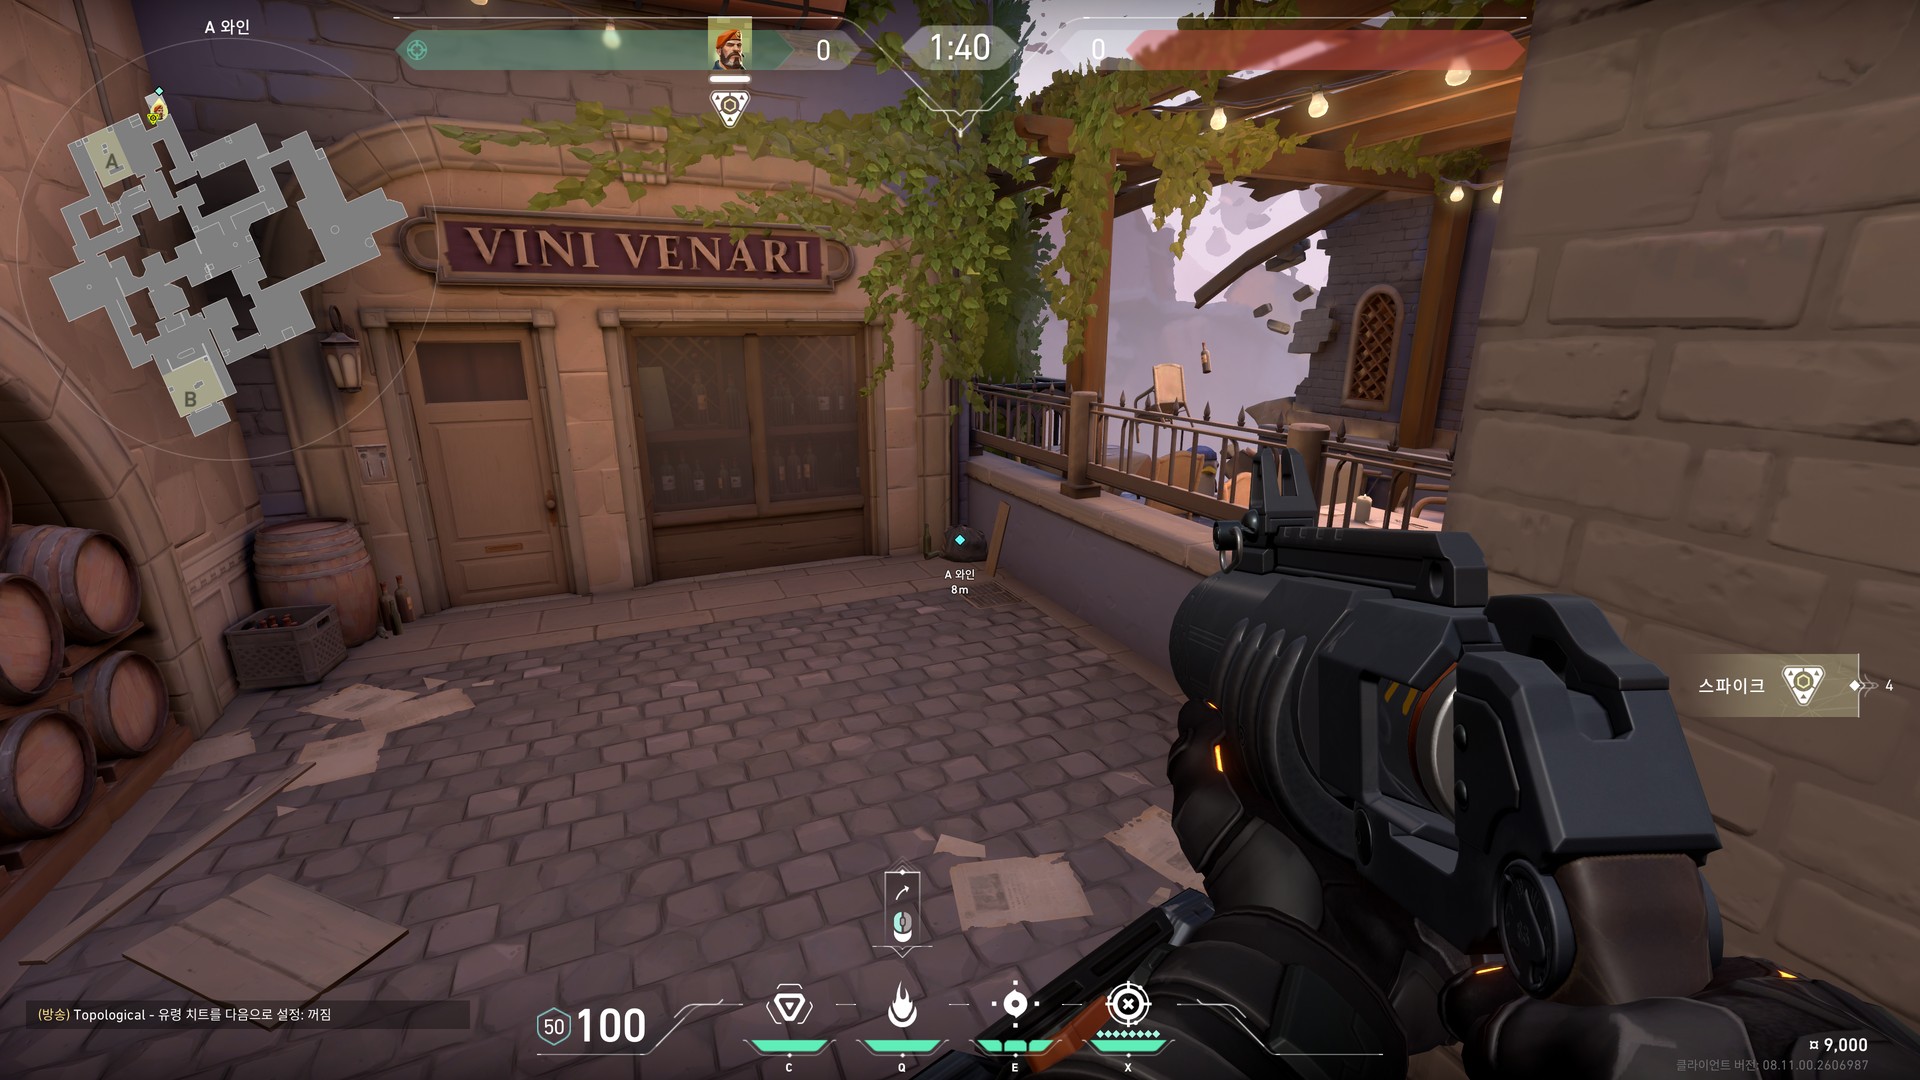 A 와인
0
1:40
0
A
B
VINI VENARI
A 와인
8m
스파이크
4
(방송) Topological - 유령 치트를 다음으로 설정: 꺼짐
50
100
C
Q
E
X
¤ 9,000
클라이언트 버전: 08.11.00.2606987